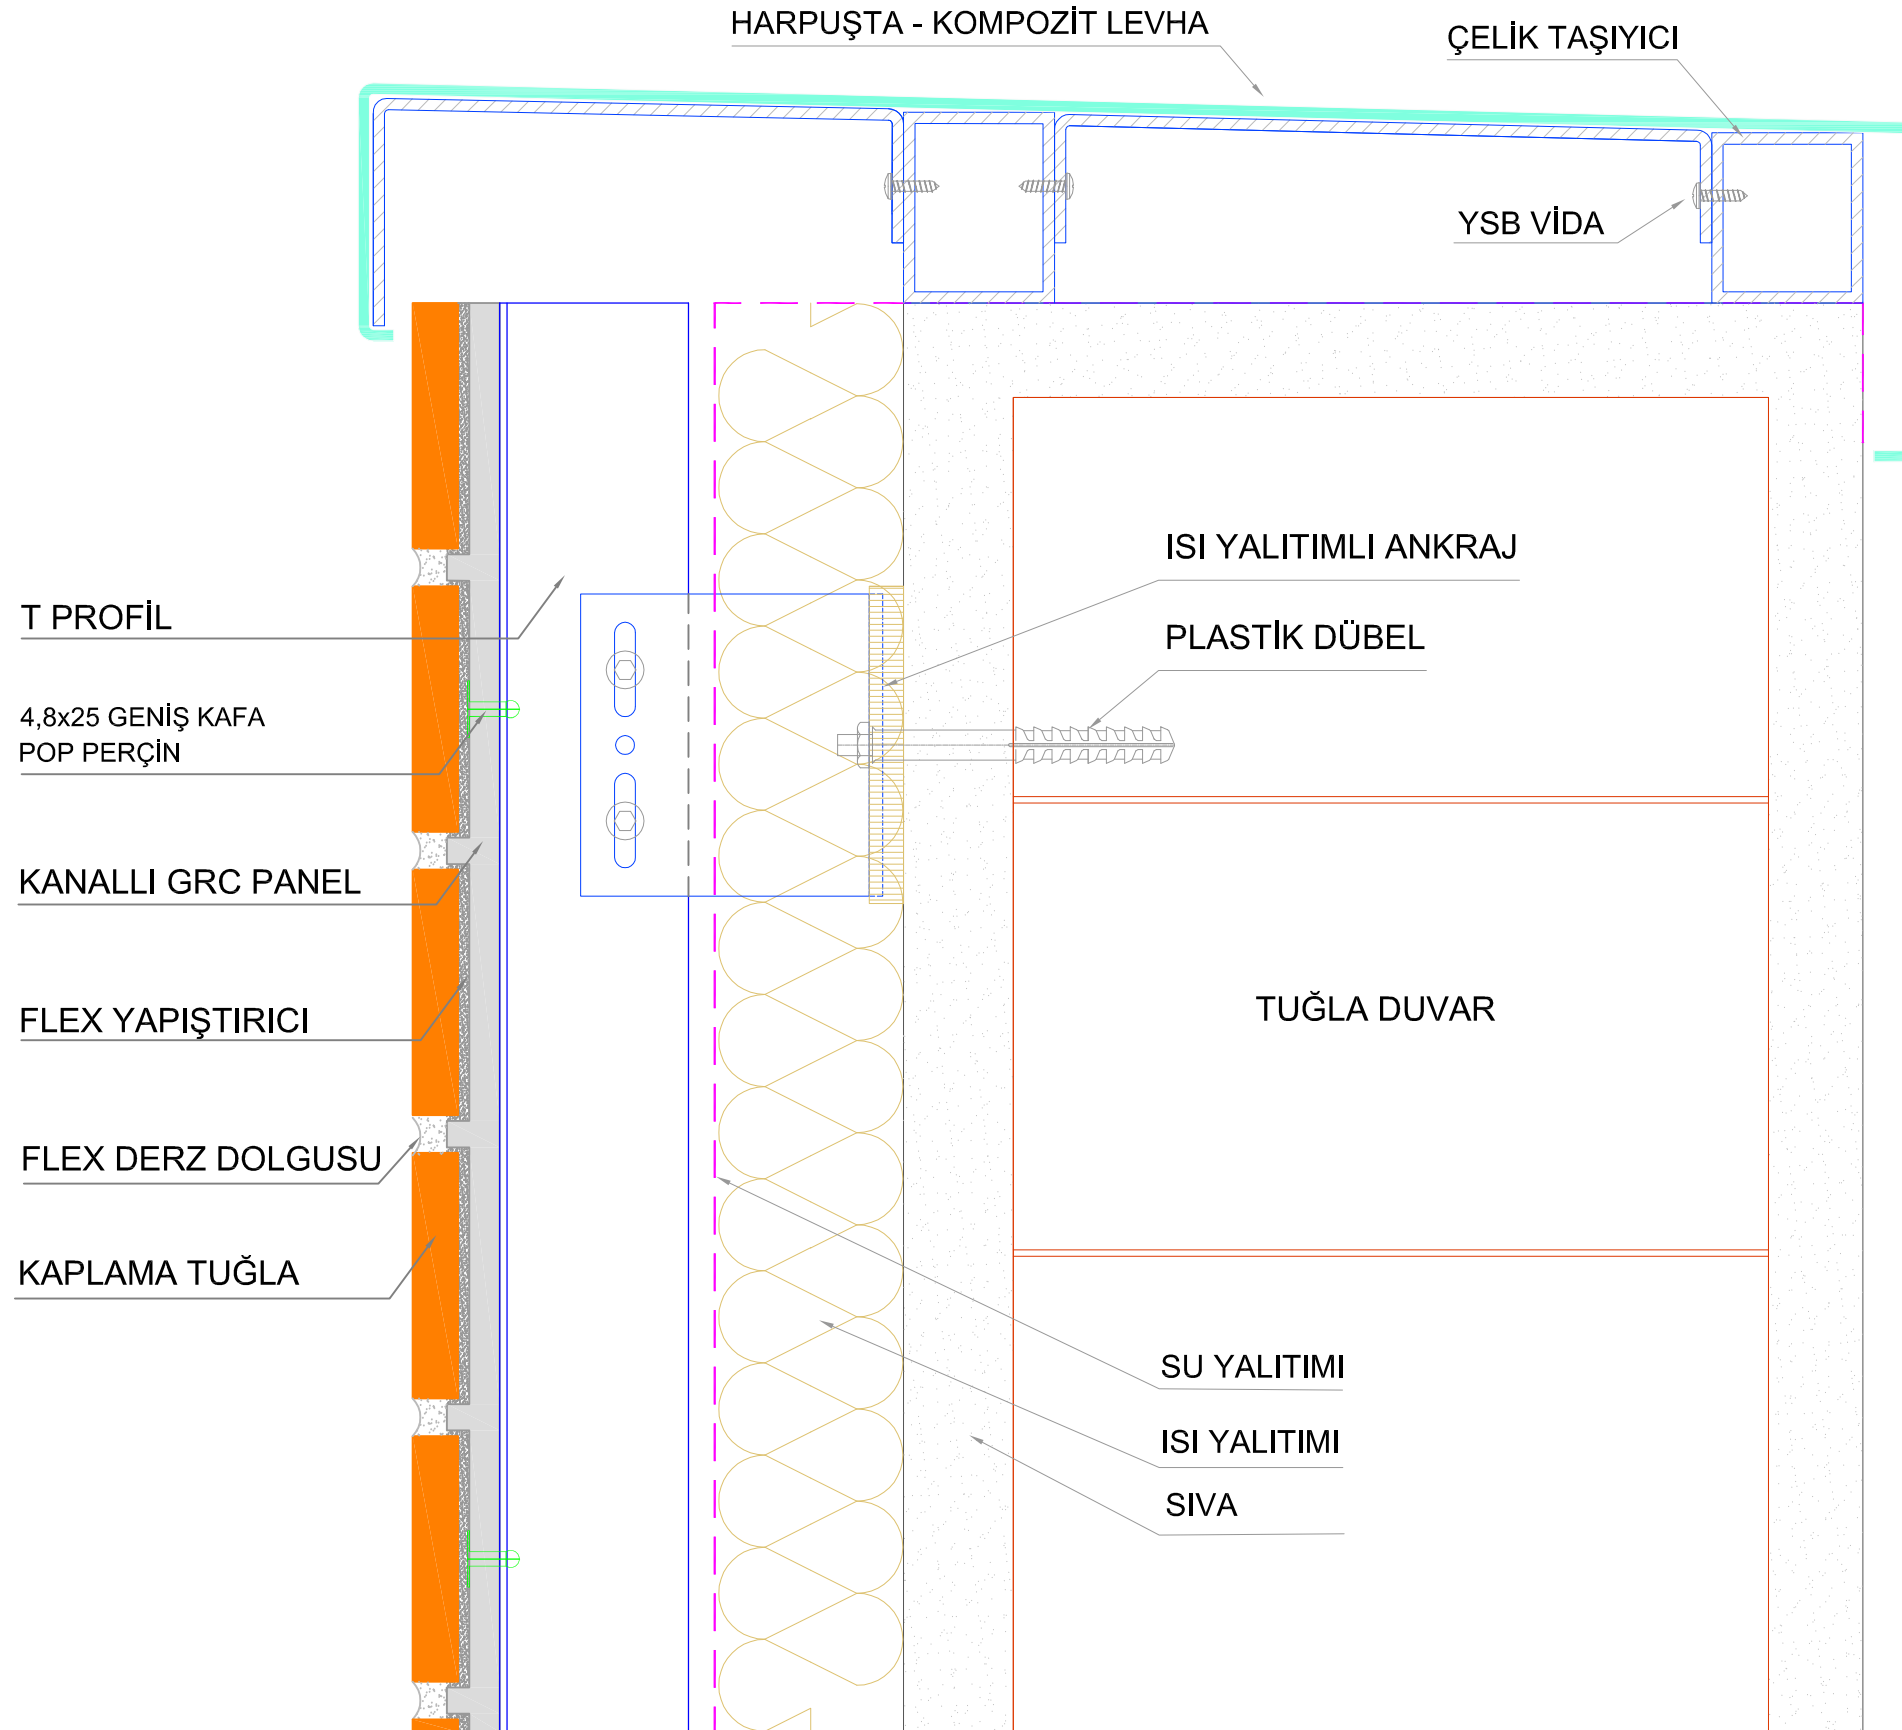 HARPUŞTA - KOMPOZİT LEVHA
ÇELİK TAŞIYICI
YSB VİDA
ISI YALITIMLI ANKRAJ
T PROFİL
PLASTİK DÜBEL
4,8x25 GENİŞ KAFA
POP PERÇİN
KANALLI GRC PANEL
FLEX YAPIŞTIRICI
TUĞLA DUVAR
FLEX DERZ DOLGUSU
KAPLAMA TUĞLA
SU YALITIMI
ISI YALITIMI
SIVA